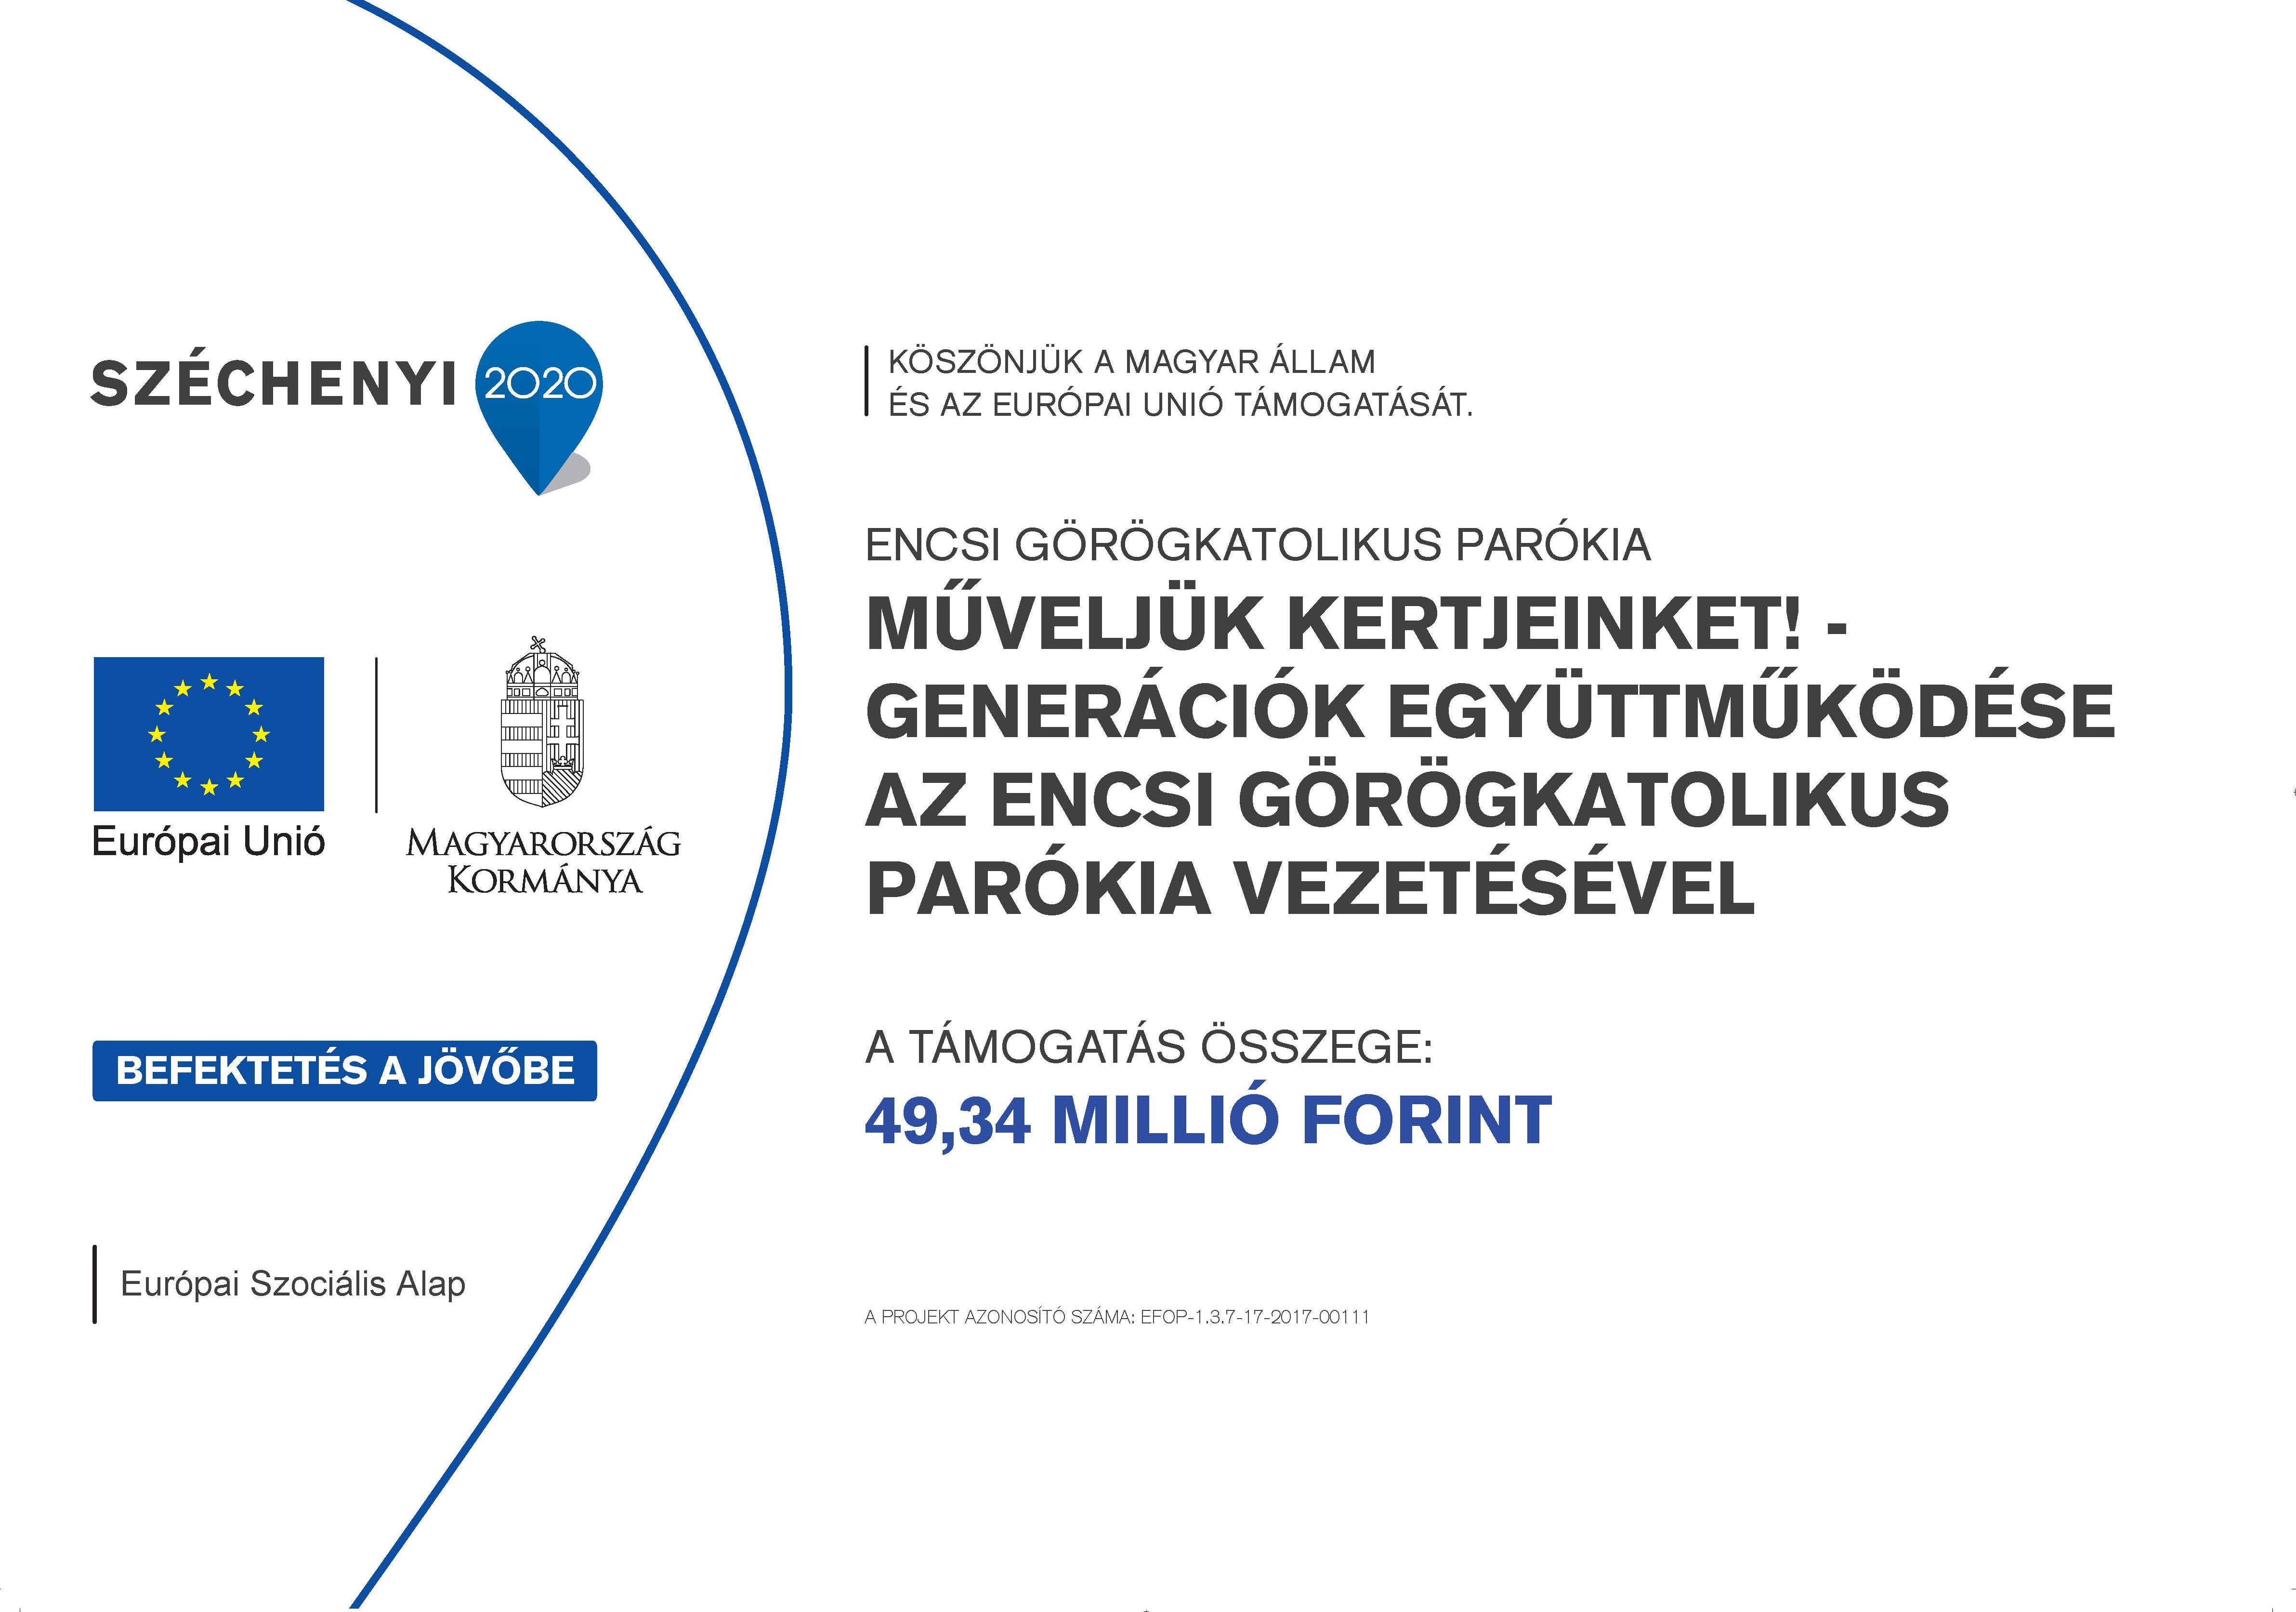 SZÉCHENYI 2020
Európai Unió
MAGYARORSZÁG
KORMÁNYA
BEFEKTETÉS A JÖVŐBE
Európai Szociális Alap
KÖSZÖNJÜK A MAGYAR ÁLLAM
ÉS AZ EURÓPAI UNIÓ TÁMOGATÁSÁT.
ENCSI GÖRÖGKATOLIKUS PARÓKIA
MŰVELJÜK KERTJEINKET! -
GENERÁCIÓK EGYÜTTMŰKÖDÉSE
AZ ENCSI GÖRÖGKATOLIKUS
PARÓKIA VEZETÉSÉVEL
A TÁMOGATÁS ÖSSZEGE:
49,34 MILLIÓ FORINT
A PROJEKT AZONOSÍTÓ SZÁMA: EFOP-1.3.7-17-2017-00111